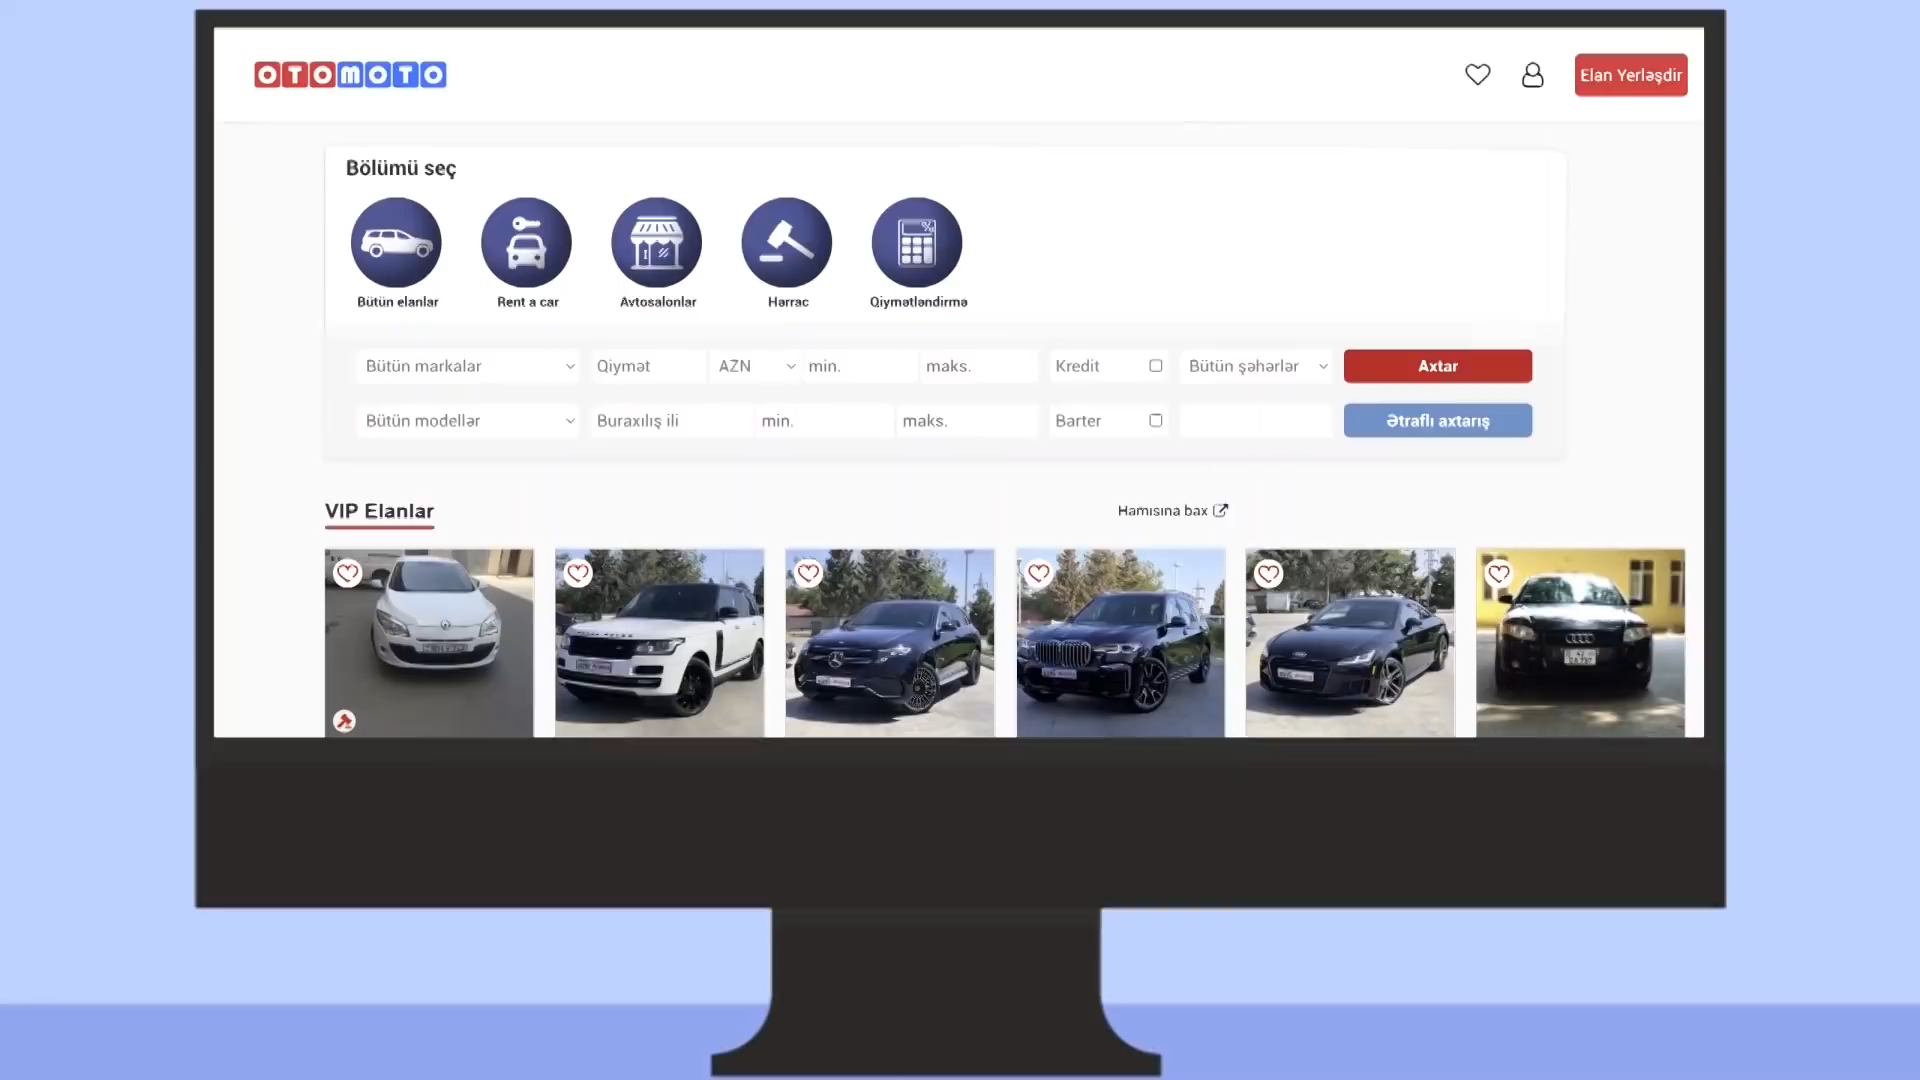 OTOMOTO
Elan Yerləşdir
Bölümü seç
Bütün elanlar
Rent a car
Avtosalonlar
Hərrac
Qiymətləndirmə
Bütün markalar
Qiymət
AZN
min.
maks.
Kredit
Bütün şəhərlər
Axtar
Bütün modellər
Buraxılış ili
min.
maks.
Barter
Ətraflı axtarış
VIP Elanlar
Hamısına bax